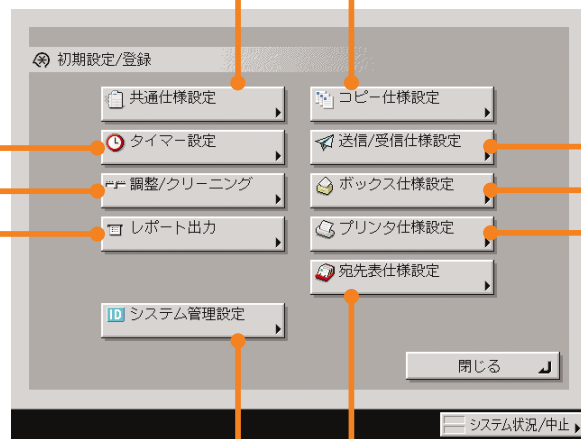 初期設定/登録
共通仕様設定
コピー仕様設定
タイマー設定
送信/受信仕様設定
調整/クリーニング
ボックス仕様設定
レポート出力
プリンタ仕様設定
宛先表仕様設定
ID システム管理設定
閉じる
システム状況/中止